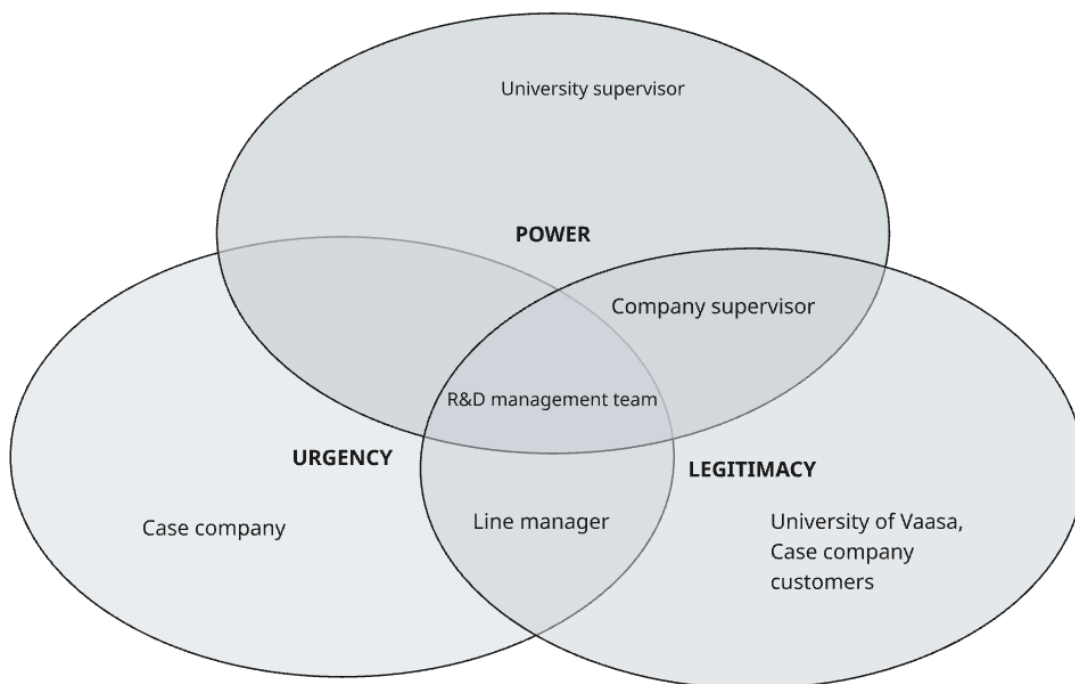 University supervisor
POWER
Company supervisor
R&D management team
URGENCY
LEGITIMACY
Case company
Line manager
University of Vaasa,
Case company
customers